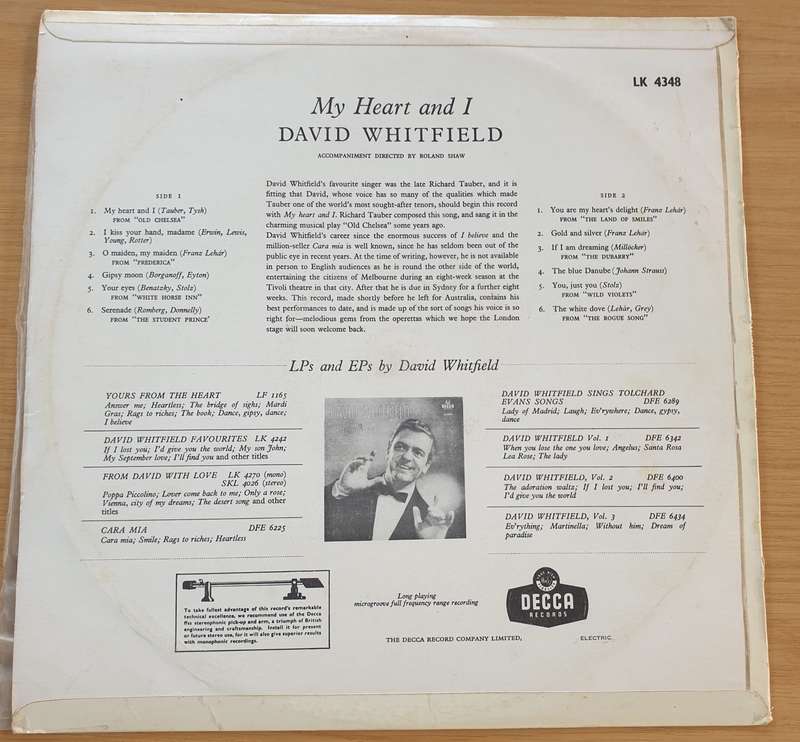 LK 4348
My Heart and I
DAVID WHITFIELD
ACCOMPANIMENT DIRECTED BY ROLAND SHAW
SIDE 1
1. My heart and I (Tauber, Tysh)
FROM "OLD CHELSEA"
2. I kiss your hand, madame (Erwin, Lewis,
Young, Rotter)
3. O maiden, my maiden (Franz Lehár)
FROM "FREDERICA"
4. Gipsy moon (Borganoff, Eyton)
5. Your eyes (Benatzky, Stolz)
FROM "WHITE HORSE INN"
6. Serenade (Romberg, Donnelly)
FROM "THE STUDENT PRINCE'
David Whitfield's favourite singer was the late Richard Tauber, and it is
fitting that David, whose voice has so many of the qualities which made
Tauber one of the world's most sought-after tenors, should begin this record
with My heart and I. Richard Tauber composed this song, and sang it in the
charming musical play "Old Chelsea" some years ago.
David Whitfield's career since the enormous success of I believe and the
million-seller Cara mia is well known, since he has seldom been out of the
public eye in recent years. At the time of writing, however, he is not available
in person to English audiences as he is round the other side of the world,
entertaining the citizens of Melbourne during an eight-week season at the
Tivoli theatre in that city. After that he is due in Sydney for a further eight
weeks. This record, made shortly before he left for Australia, contains his
best performances to date, and is made up of the sort of songs his voice is so
right for—melodious gems from the operettas which we hope the London
stage will soon welcome back.
SIDE 2
1. You are my heart's delight (Franz Lehár)
FROM "THE LAND OF SMILES"
2. Gold and silver (Franz Lehár)
3. If I am dreaming (Millöcker)
FROM "THE DUBARRY"
4. The blue Danube (Johann Strauss)
5. You, just you (Stolz)
FROM "WILD VIOLETS"
6. The white dove (Lehár, Grey)
FROM "THE ROGUE SONG"
LPs and EPs by David Whitfield
YOURS FROM THE HEART LF 1165
Answer me; Heartless; The bridge of sighs; Mardi
Gras; Rags to riches; The book; Dance, gipsy, dance;
I believe
DAVID WHITFIELD FAVOURITES LK 4242
If I lost you; I'd give you the world; My son John;
My September love; I'll find you and other titles
FROM DAVID WITH LOVE LK 4270 (mono)
SKL 4026 (stereo)
Poppa Piccolino; Lover come back to me; Only a rose;
Vienna, city of my dreams; The desert song and other
titles
CARA MIA DFE 6225
Cara mia; Smile; Rags to riches; Heartless
DECCA
DAVID WHITFIELD SINGS TOLCHARD
EVANS SONGS DFE 6289
Lady of Madrid; Laugh; Ev'rywhere; Dance, gypsy,
dance
DAVID WHITFIELD Vol. 1 DFE 6342
When you lose the one you love; Angelus; Santa Rosa
Lea Rose; The lady
DAVID WHITFIELD, Vol. 2 DFE 6400
The adoration waltz; If I lost you; I'll find you;
I'd give you the world
DAVID WHITFIELD, Vol. 3 DFE 6434
Ev'rything; Martinella; Without him; Dream of
paradise
To take fullest advantage of this record's remarkable
technical excellence, we recommend use of the Decca
ffss stereophonic pick-up and arm, a triumph of British
engineering and craftsmanship. Install it for present
or future stereo use, for it will also give superior results
with monophonic recordings.
Long playing
microgroove full frequency range recording
DECCA
RECORDS
THE DECCA RECORD COMPANY LIMITED, ELECTRIC.